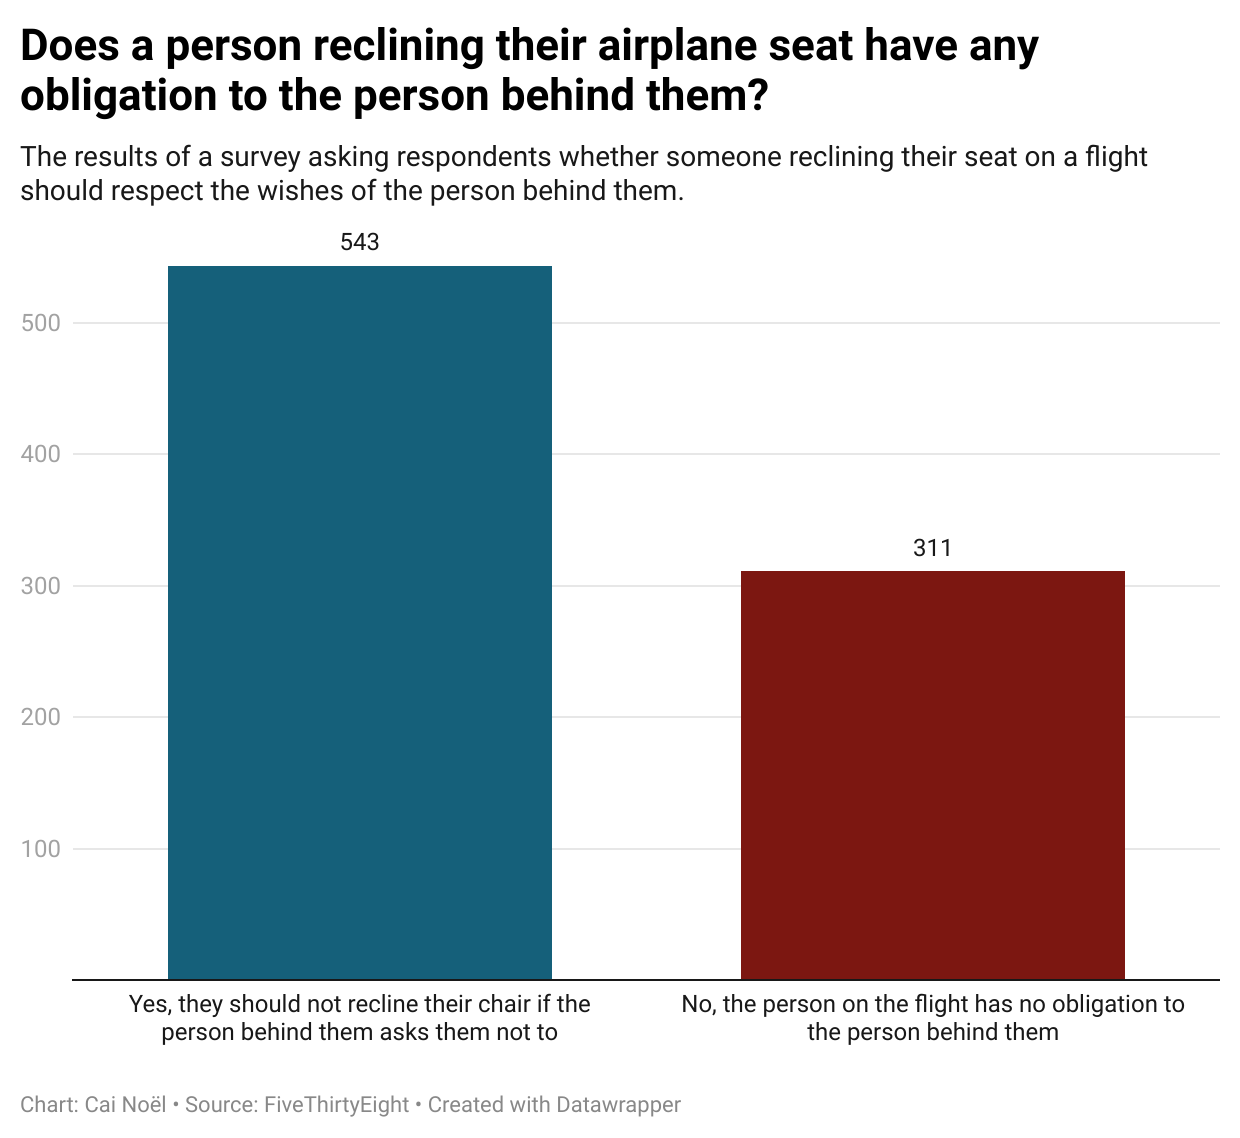 Does a person reclining their airplane seat have any
obligation to the person behind them?
The results of a survey asking respondents whether someone reclining their seat on a flight
should respect the wishes of the person behind them.
543
500
400
311
300
200
100
Yes, they should not recline their chair if the
person behind them asks them not to
No, the person on the flight has no obligation to
the person behind them
Chart: Cai Noël • Source: FiveThirtyEight • Created with Datawrapper